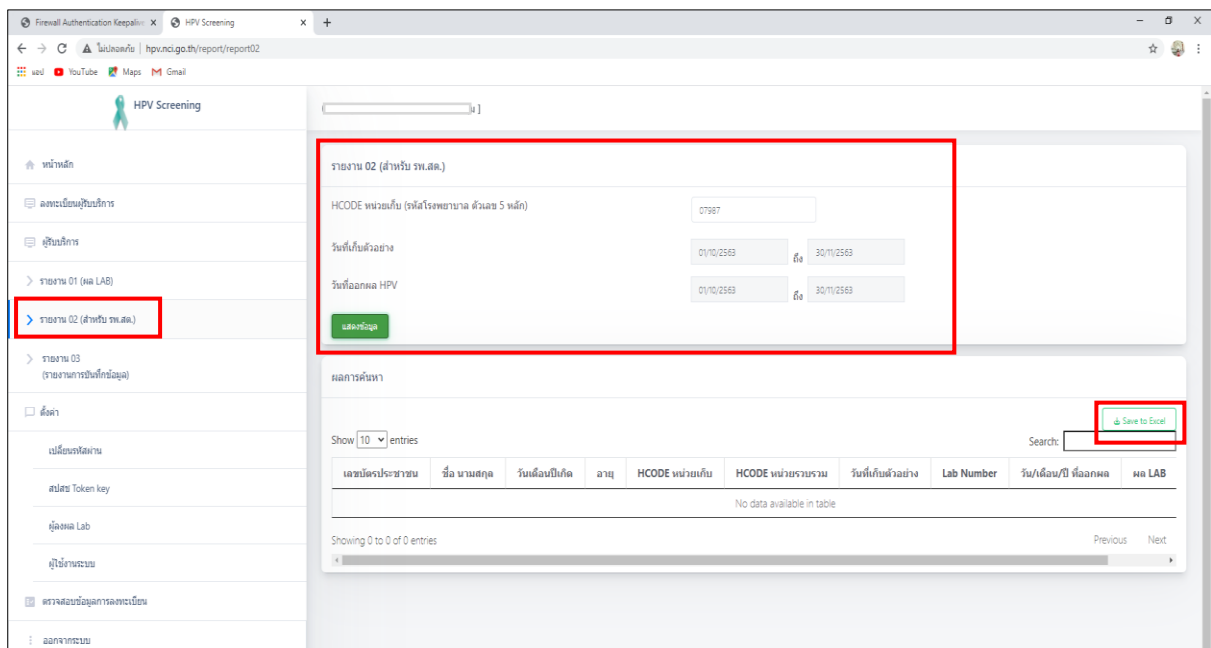 Firewall Authentication Keepaliv
HPV Screening
ไม่ปลอดภัย | hpv.nci.go.th/report/report02
แอป YouTube Maps Gmail
HPV Screening
น ]
หน้าหลัก
ลงทะเบียนผู้รับบริการ
ผู้รับบริการ
รายงาน 01 (ผล LAB)
รายงาน 02 (สำหรับ รพ.สต.)
รายงาน 03
(รายงานการบันทึกข้อมูล)
ตั้งค่า
เปลี่ยนรหัสผ่าน
สปสช Token key
ผู้ลงผล Lab
ผู้ใช้งานระบบ
ตรวจสอบข้อมูลการลงทะเบียน
ออกจากระบบ
รายงาน 02 (สำหรับ รพ.สต.)
HCODE หน่วยเก็บ (รหัสโรงพยาบาล ตัวเลข 5 หลัก) 07987
วันที่เก็บตัวอย่าง 01/10/2563 ถึง 30/11/2563
วันที่ออกผล HPV 01/10/2563 ถึง 30/11/2563
แสดงข้อมูล
ผลการค้นหา
Save to Excel
Show 10 entries Search:
เลขบัตรประชาชน ชื่อ นามสกุล วันเดือนปีเกิด อายุ HCODE หน่วยเก็บ HCODE หน่วยรวบรวม วันที่เก็บตัวอย่าง Lab Number วัน/เดือน/ปี ที่ออกผล ผล LAB
No data available in table
Showing 0 to 0 of 0 entries Previous Next